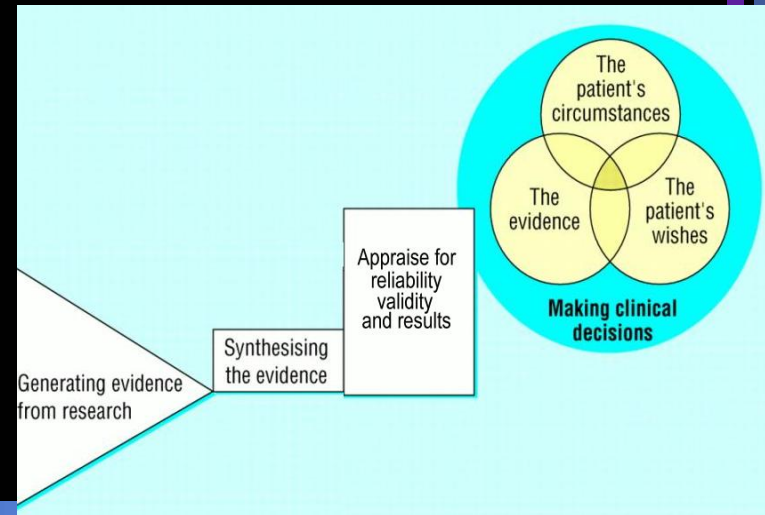 Generating evidence
from research
Synthesising
the evidence
Appraise for
reliability
validity
and results
The
patient's
circumstances
The
evidence
The
patient's
wishes
Making clinical
decisions